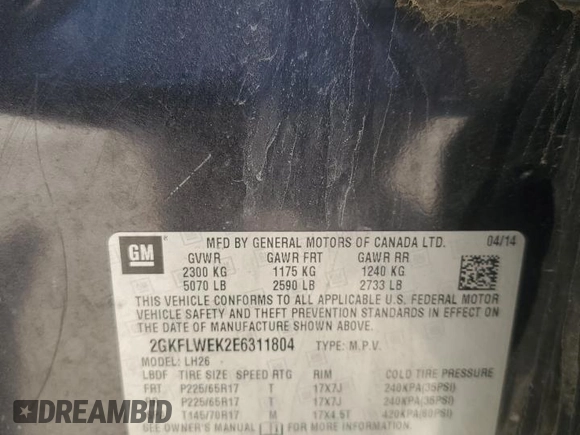 GM
MFD BY GENERAL MOTORS OF CANADA LTD. 04/14
GVWR GAWR FRT GAWR RR
2300 KG 1175 KG 1240 KG
5070 LB 2590 LB 2733 LB
THIS VEHICLE CONFORMS TO ALL APPLICABLE U.S. FEDERAL MOTOR
VEHICLE SAFETY AND THEFT PREVENTION STANDARDS IN EFFECT ON
THE DATE OF MANUFACTURE SHOWN ABOVE.
2GKFLWEK2E6311804 TYPE: M.P.V.
MODEL: LH26
LBDF TIRE SIZE SPEED RTG RIM COLD TIRE PRESSURE
FRT P225/65R17 T 17X7J 240KPA(35PSI)
P225/65R17 T 17X7J 240KPA(35PSI)
T145/70R17 M 17X4.5T 420KPA(60PSI)
SEE OWNER'S MANUAL FOR
DREAMBID